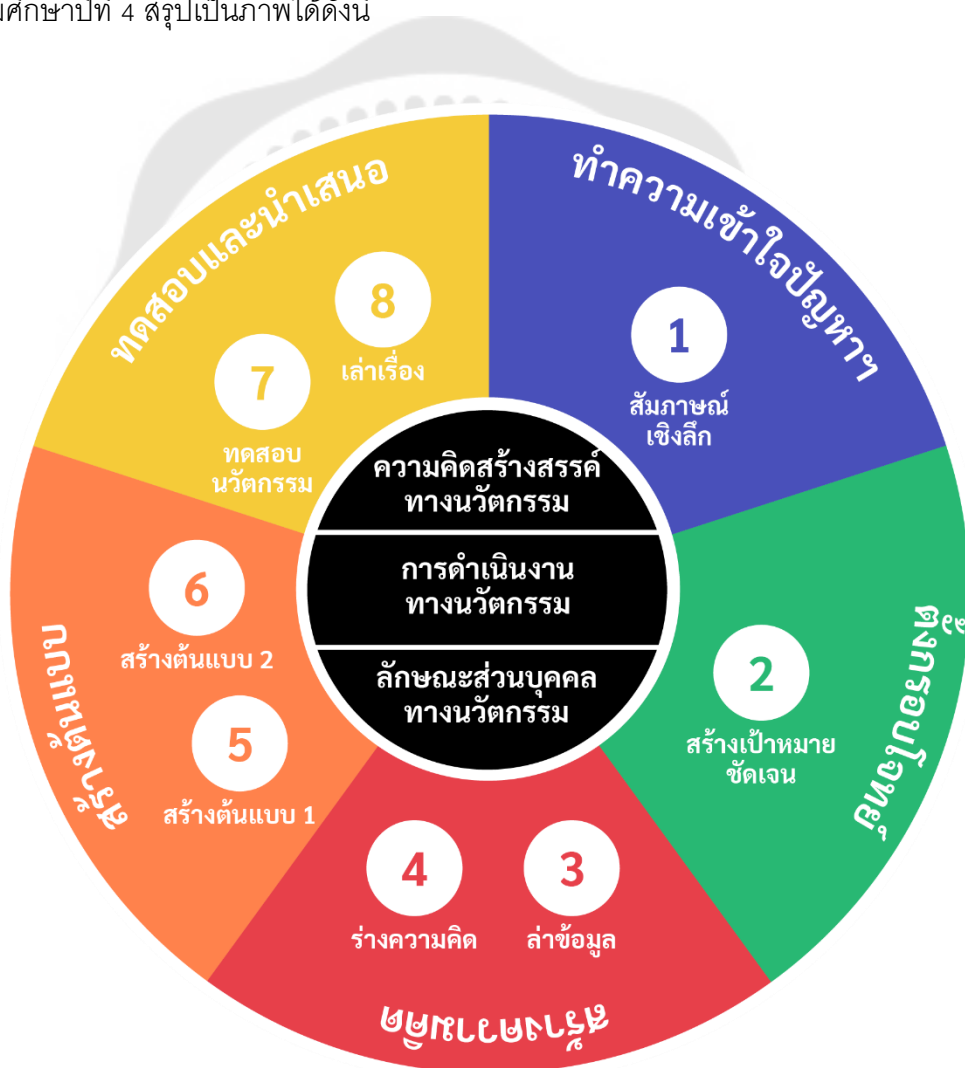 มศึกษาปีที่ 4 สรุปเป็นภาพได้ดังนี้
ทำความเข้าใจปัญหาฯ
1
สัมภาษณ์
เชิงลึก
ตั้งกรอบโจทย์
2
สร้างเป้าหมาย
ชัดเจน
สร้างความคิด
3
ล่าข้อมูล
4
ร่างความคิด
สร้างต้นแบบ
5
สร้างต้นแบบ 1
6
สร้างต้นแบบ 2
ทดสอบและนำเสนอ
7
ทดสอบ
นวัตกรรม
8
เล่าเรื่อง
ความคิดสร้างสรรค์
ทางนวัตกรรม
การดำเนินงาน
ทางนวัตกรรม
ลักษณะส่วนบุคคล
ทางนวัตกรรม